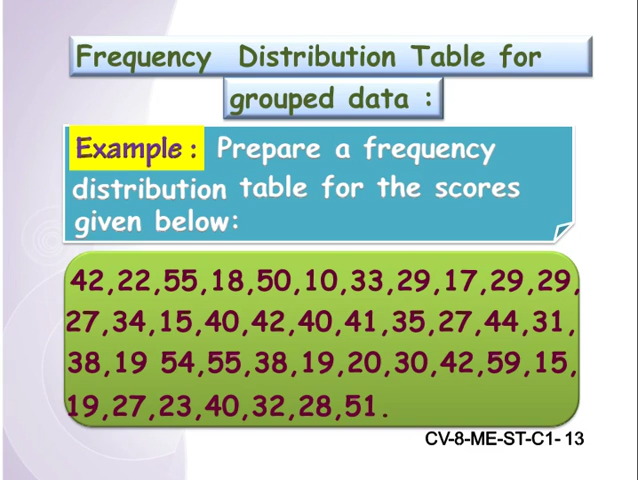 Frequency Distribution Table for
grouped data :
Example : Prepare a frequency
distribution table for the scores
given below:
42,22,55,18,50,10,33,29,17,29,29,
27,34,15,40,42,40,41,35,27,44,31,
38,19 54,55,38,19,20,30,42,59,15,
19,27,23,40,32,28,51.
CV-8-ME-ST-C1- 13